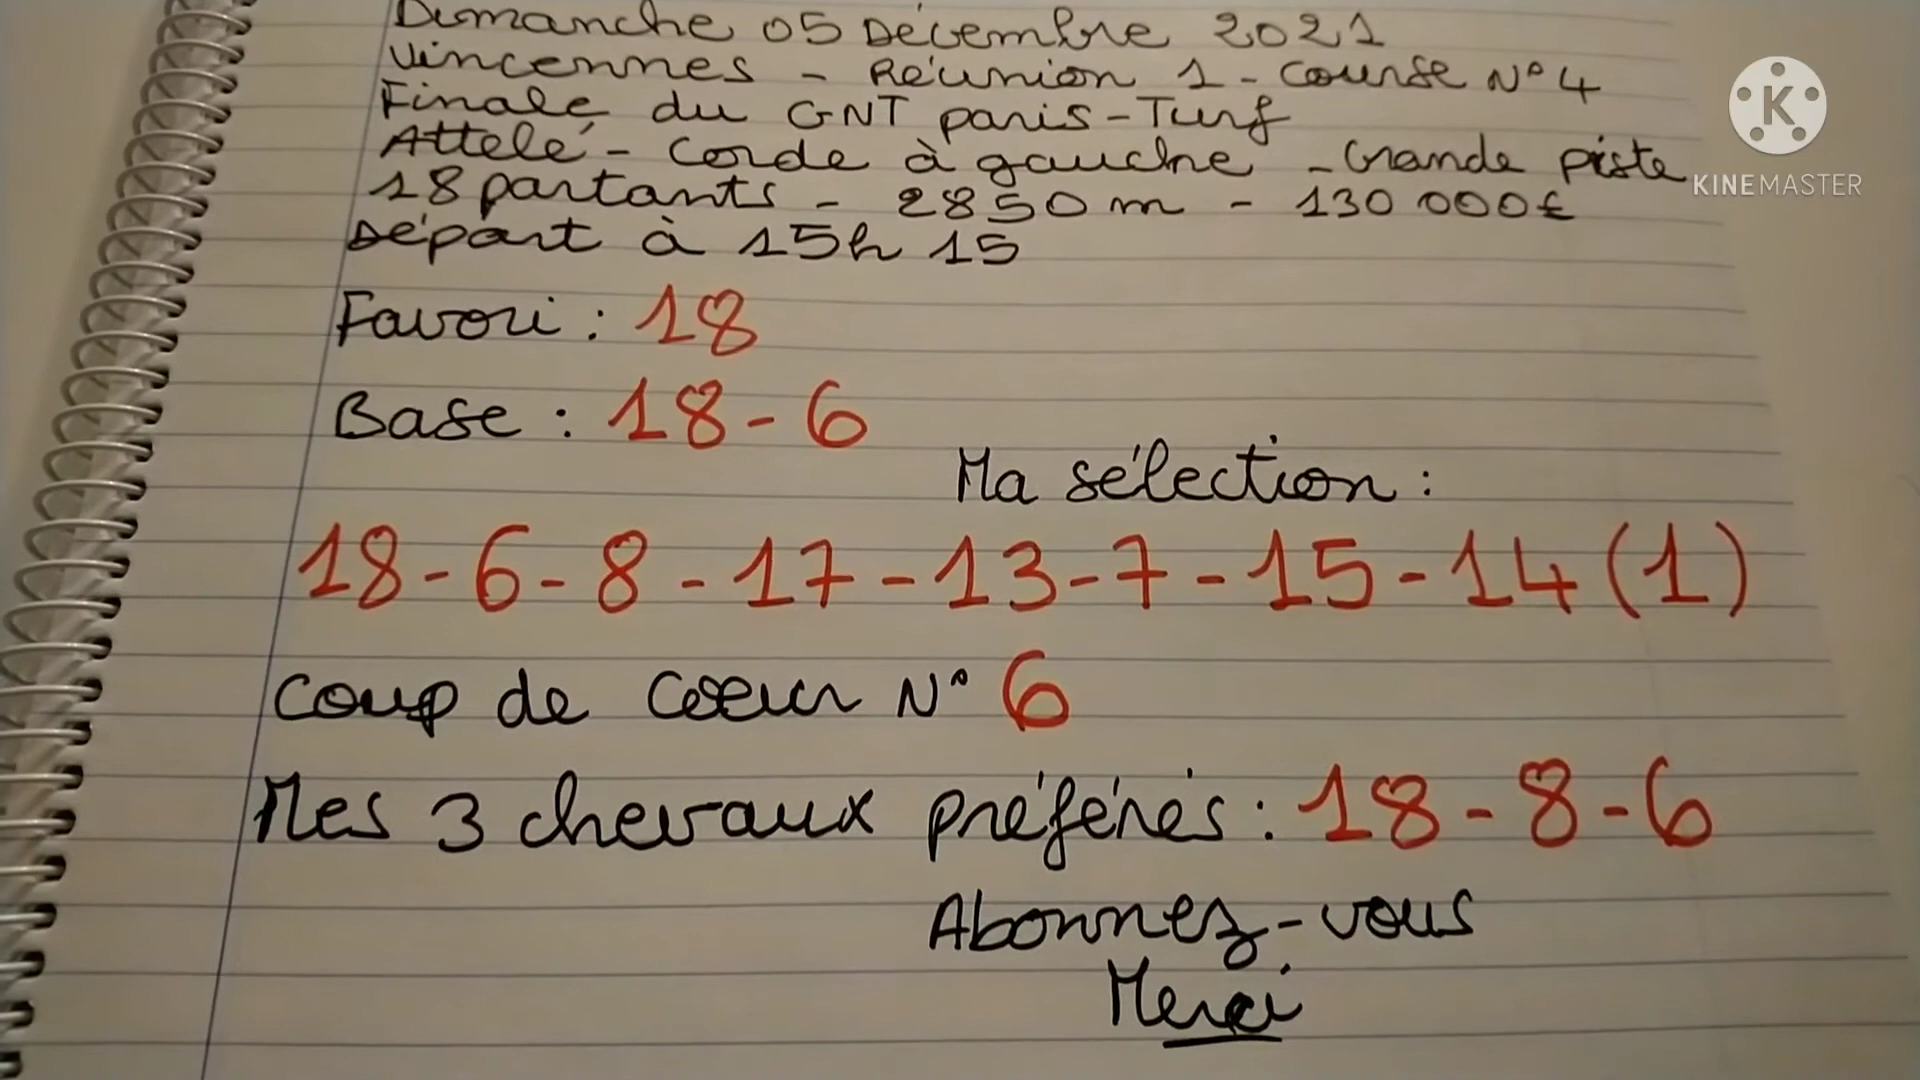 Dimanche 05 Décembre 2021
Vincennes - Réunion 1 - Course N° 4
Finale du GNT paris-Turf
Attelé - Corde à gauche - Grande piste
18 partants - 2850 m - 130 000€
Départ à 15h 15
Favori : 18
Base : 18 - 6
Ma sélection :
18 - 6 - 8 - 17 - 13 - 7 - 15 - 14 (1)
Coup de Coeur N° 6
Mes 3 chevaux préférés : 18 - 8 - 6
Abonnez-vous
Merci
K
KINEMASTER